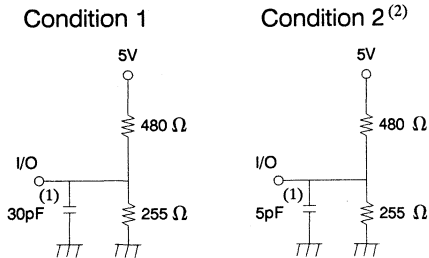 Condition 1
5V
480 Ω
I/O
(1)
30pF
255 Ω
Condition 2 (2)
5V
480 Ω
I/O
(1)
5pF
255 Ω